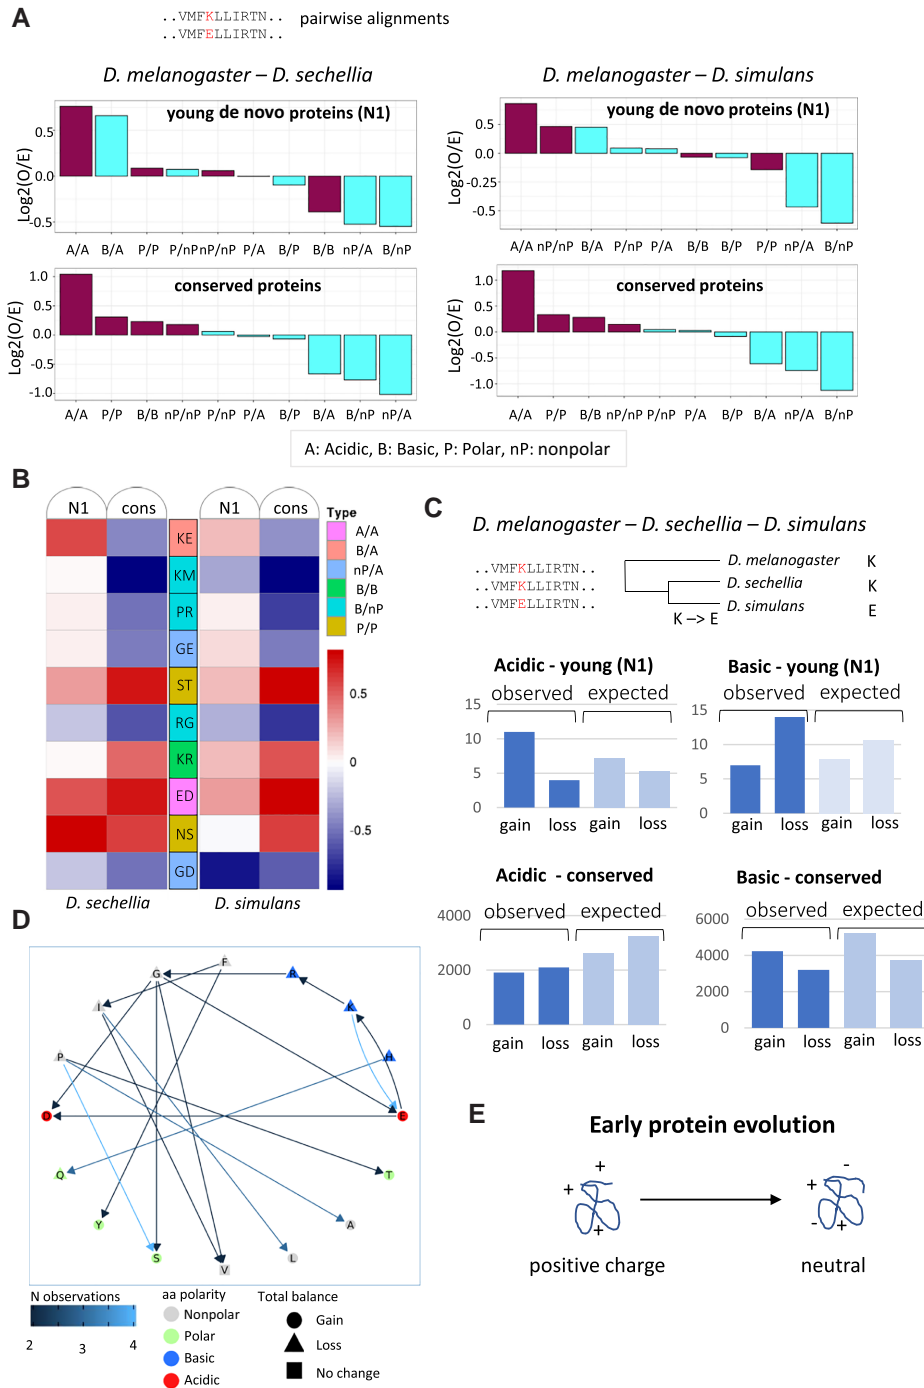 A
..VMFKLLIRTN..
pairwise alignments
..VMFELLIRTN..
D. melanogaster – D. sechellia
D. melanogaster – D. simulans
young de novo proteins (N1)
Log2(O/E)
0.5
0.0
-0.5
A/A B/A P/P P/nP nP/nP P/A B/P B/B nP/A B/nP
young de novo proteins (N1)
Log2(O/E)
0.5
0.0
-0.25
-0.5
A/A nP/nP B/A P/nP P/A B/B B/P P/P nP/A B/nP
conserved proteins
Log2(O/E)
1.0
0.5
0.0
-0.5
-1.0
A/A P/P B/B nP/nP P/nP P/A B/P B/A B/nP nP/A
conserved proteins
Log2(O/E)
1.0
0.5
0.0
-0.5
-1.0
A/A P/P B/B nP/nP P/nP P/A B/P B/A nP/A B/nP
A: Acidic, B: Basic, P: Polar, nP: nonpolar
B
N1 cons N1 cons
KE
KM
PR
GE
ST
RG
KR
ED
NS
GD
D. sechellia D. simulans
Type
A/A
B/A
nP/A
B/B
B/nP
P/P
0.5
0
-0.5
C
D. melanogaster – D. sechellia – D. simulans
..VMFKLLIRTN..
..VMFKLLIRTN..
..VMFELLIRTN..
D. melanogaster K
D. sechellia K
D. simulans E
K –> E
Acidic - young (N1)
observed expected
15
10
5
0
gain loss gain loss
Basic - young (N1)
observed expected
15
10
5
0
gain loss gain loss
Acidic - conserved
observed expected
4000
2000
0
gain loss gain loss
Basic - conserved
observed expected
6000
4000
2000
0
gain loss gain loss
D
F
G
R
I
K
P
H
D
E
Q
T
Y
A
S
L
V
N observations
2 3 4
aa polarity
Nonpolar
Polar
Basic
Acidic
Total balance
Gain
Loss
No change
E
Early protein evolution
+
+
+
-
+
-
+
positive charge
neutral